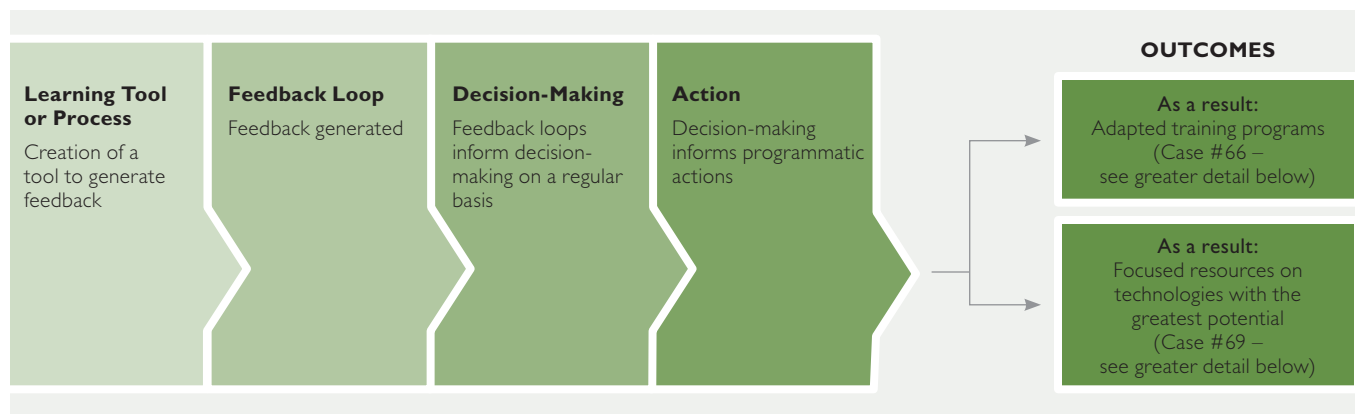 Learning Tool
or Process
Creation of a
tool to generate
feedback
Feedback Loop
Feedback generated
Decision-Making
Feedback loops
inform decision-
making on a regular
basis
Action
Decision-making
informs programmatic
actions
OUTCOMES
As a result:
Adapted training programs
(Case #66 –
see greater detail below)
As a result:
Focused resources on
technologies with the
greatest potential
(Case #69 –
see greater detail below)